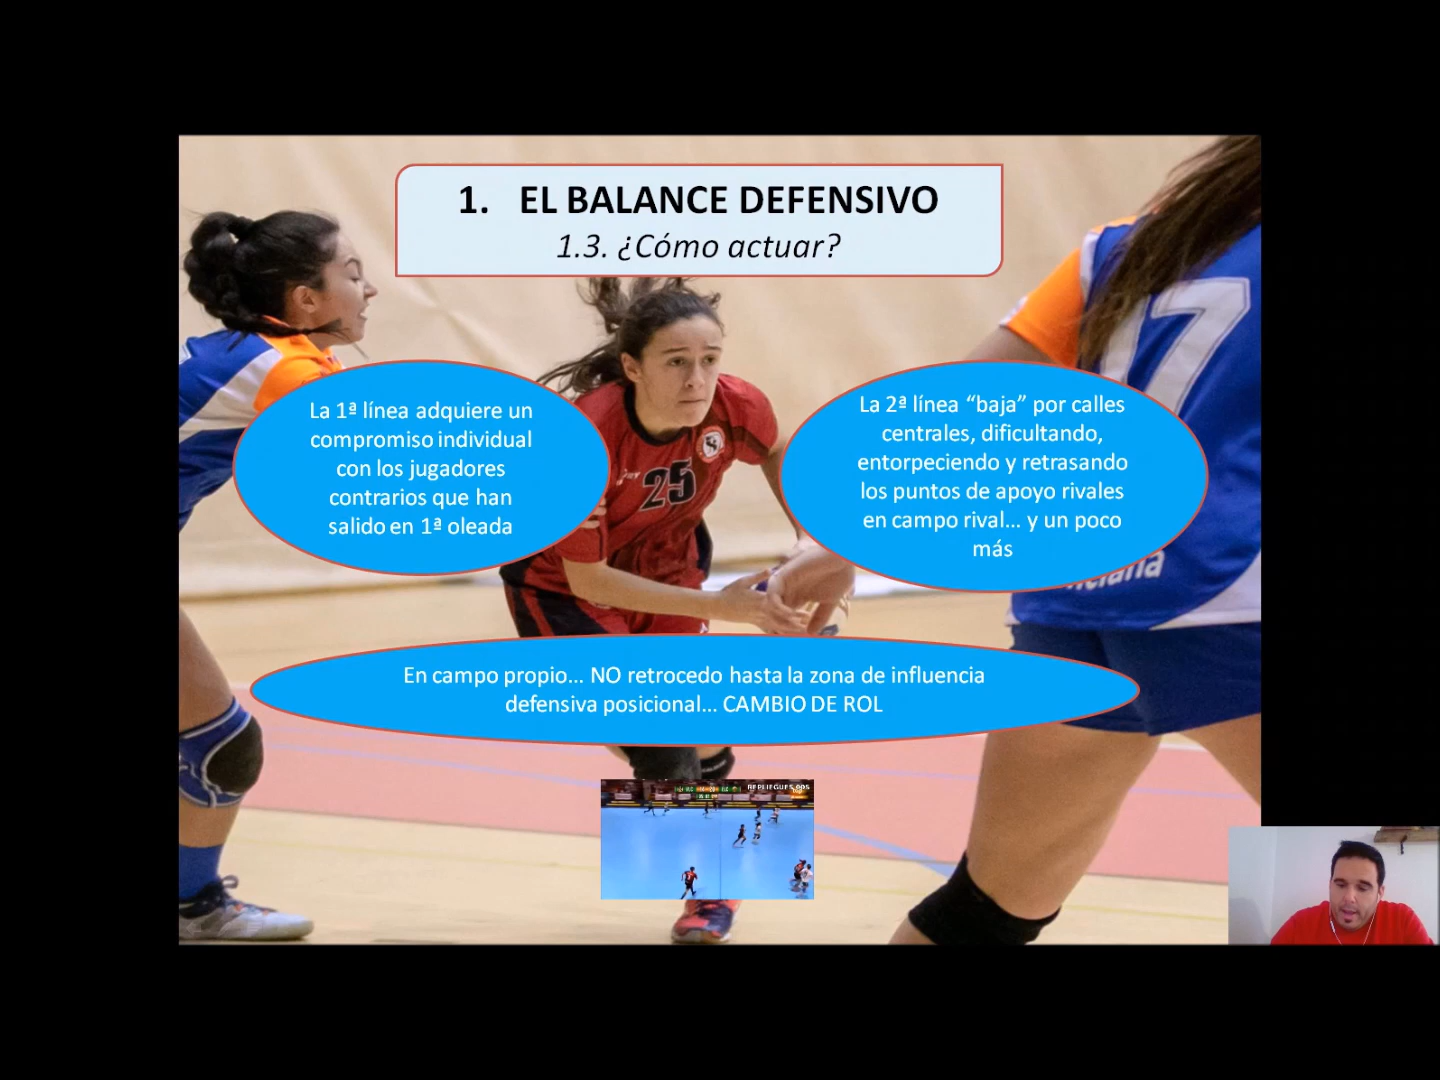 1. EL BALANCE DEFENSIVO
1.3. ¿Cómo actuar?
La 1ª línea adquiere un
compromiso individual
con los jugadores
contrarios que han
salido en 1ª oleada
La 2ª línea “baja” por calles
centrales, dificultando,
entorpeciendo y retrasando
los puntos de apoyo rivales
en campo rival... y un poco
más
En campo propio... NO retrocedo hasta la zona de influencia
defensiva posicional... CAMBIO DE ROL
25
17
REPLIEGUES 005